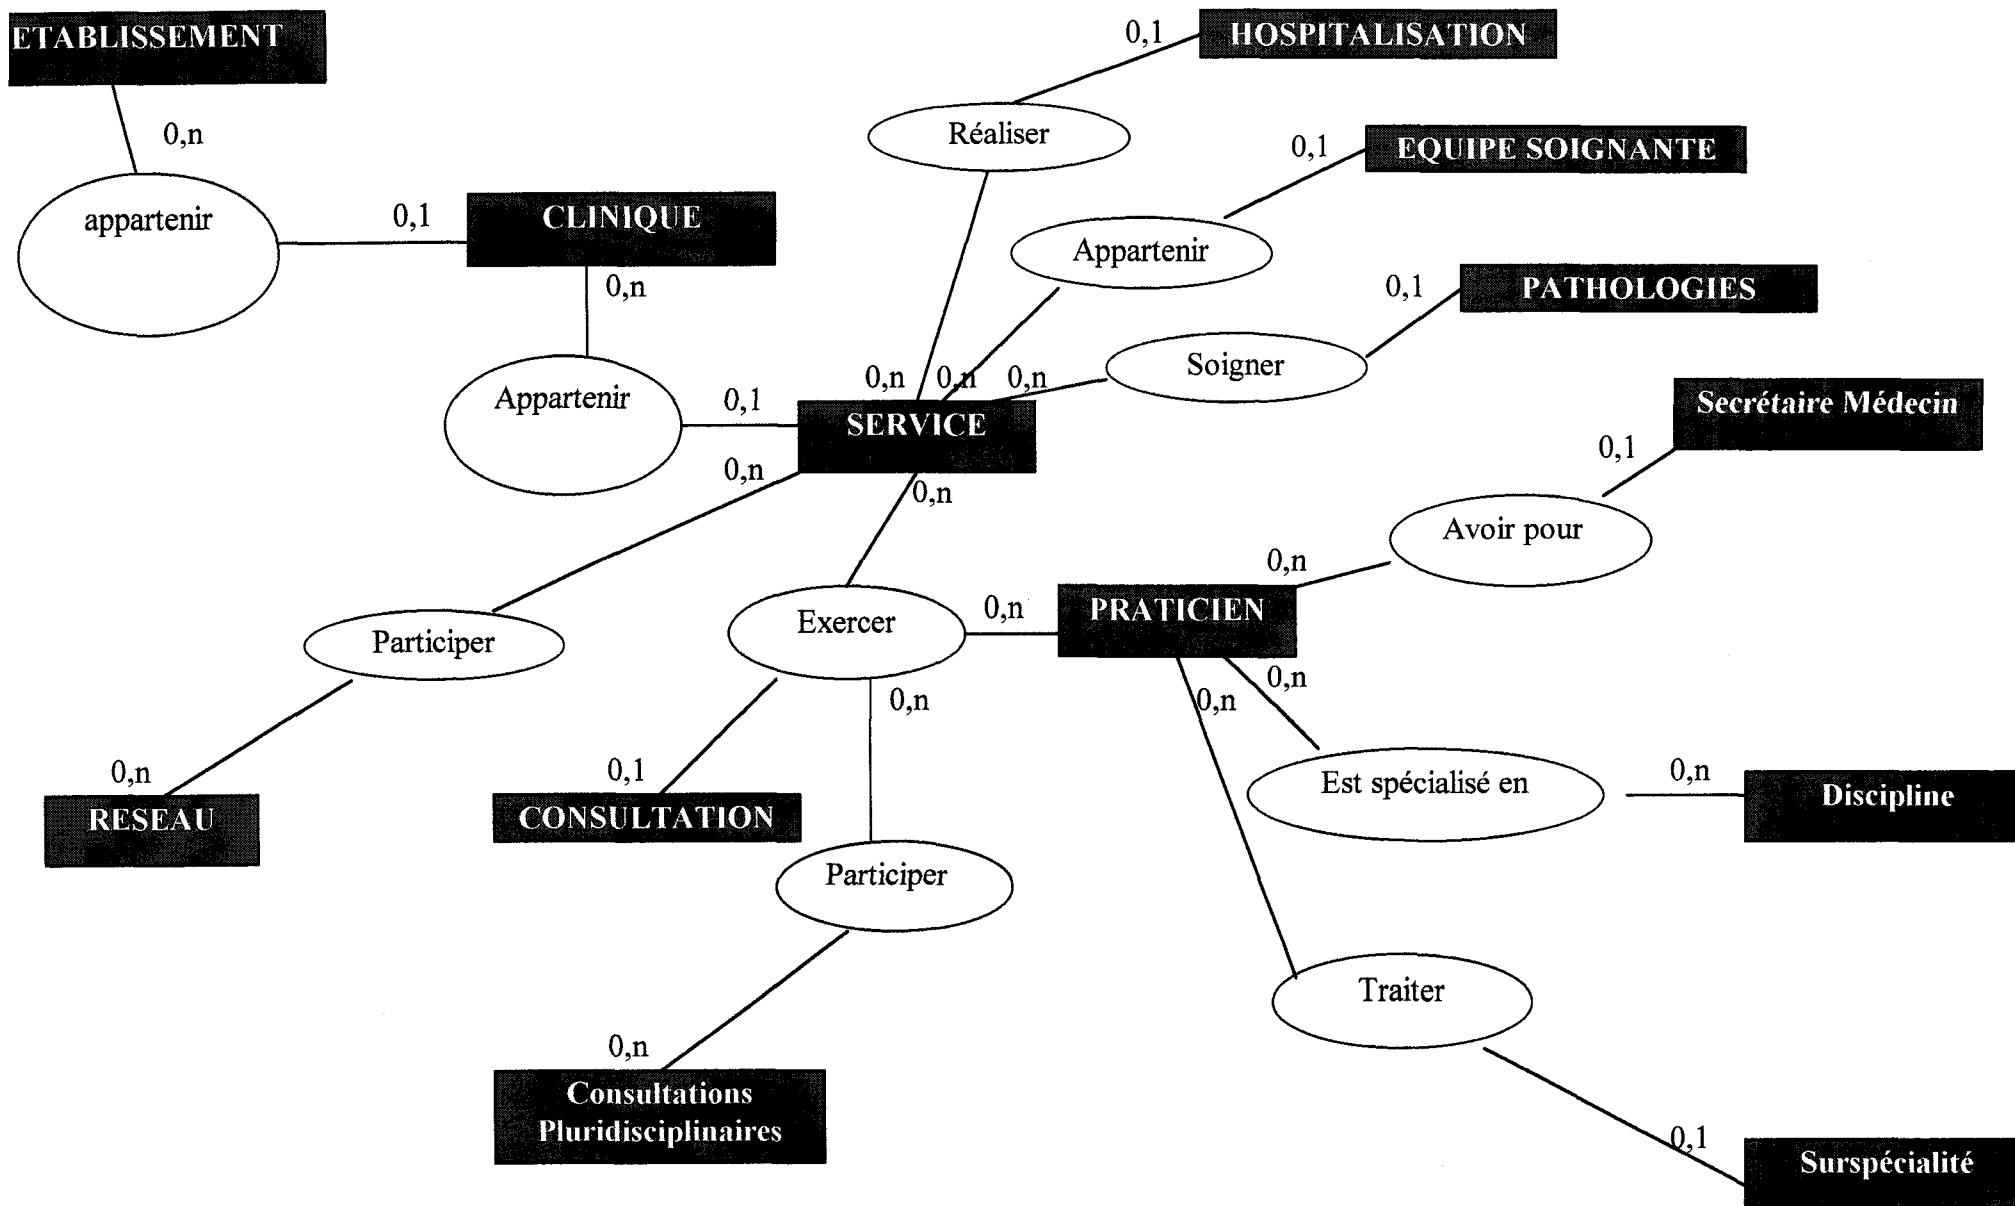 ETABLISSEMENT
0,1
HOSPITALISATION
0,n
Réaliser
0,1
EQUIPE SOIGNANTE
appartenir
0,1
CLINIQUE
Appartenir
0,n
0,1
PATHOLOGIES
Soigner
Appartenir
0,1
0,n
0,n
0,n
SERVICE
Secrétaire Médecin
0,1
0,n
0,n
Avoir pour
0,n
Participer
Exercer
0,n
PRATICIEN
0,n
0,n
0,n
0,n
RESEAU
0,1
CONSULTATION
Est spécialisé en
0,n
Discipline
Participer
Traiter
0,n
Consultations
Pluridisciplinaires
0,1
Surspécialité